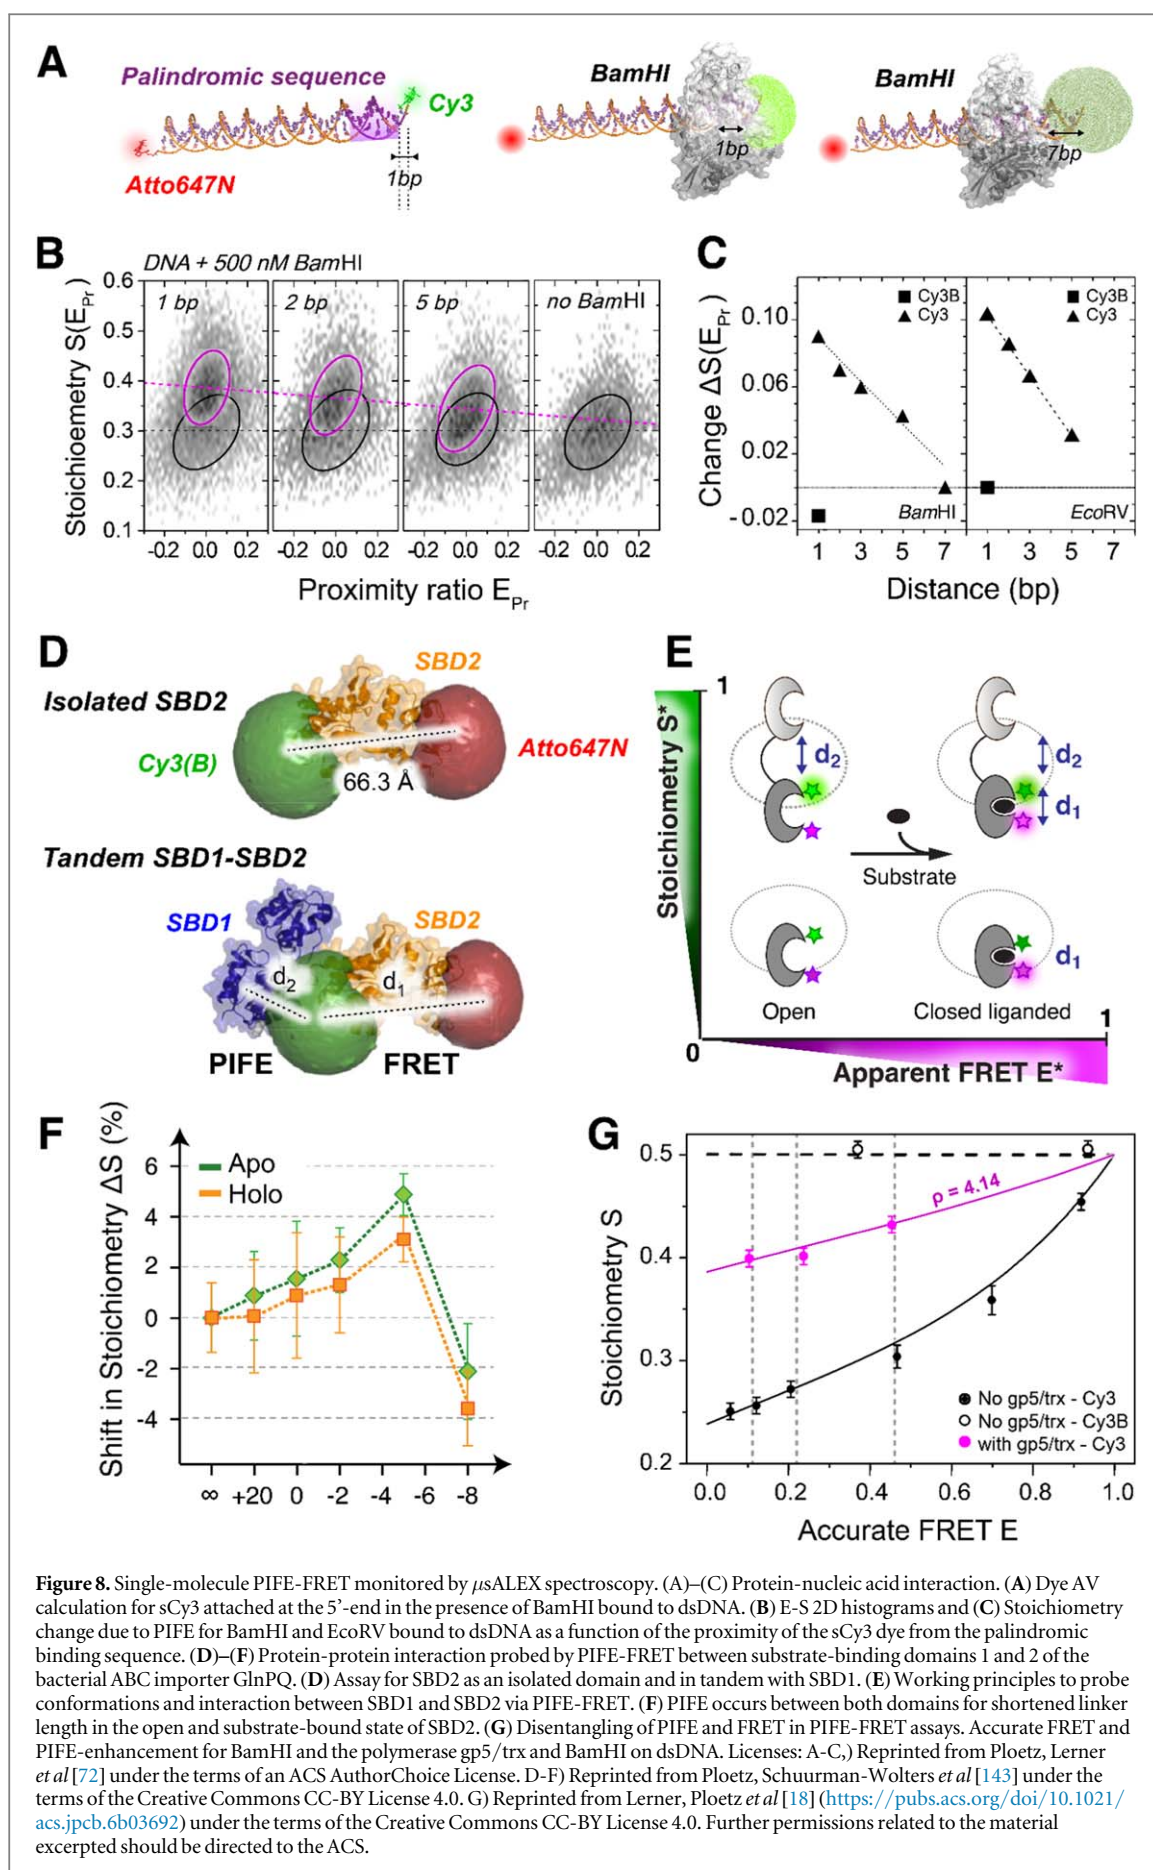 A
Palindromic sequence
Cy3
1bp
Atto647N
BamHI
1bp
BamHI
7bp
B
DNA + 500 nM BamHI
Stoichioemetry S(EPr)
0.6
0.5
0.4
0.3
0.2
0.1
1 bp
2 bp
5 bp
no BamHI
-0.2 0.0 0.2
-0.2 0.0 0.2
-0.2 0.0 0.2
-0.2 0.0 0.2
Proximity ratio EPr
C
Change ΔS(EPr)
0.10
0.06
0.02
-0.02
Cy3B
Cy3
Cy3B
Cy3
BamHI
EcoRV
1 3 5 7
1 3 5 7
Distance (bp)
D
SBD2
Isolated SBD2
Cy3(B)
Atto647N
66.3 Å
Tandem SBD1-SBD2
SBD1
SBD2
d2
d1
PIFE
FRET
E
Stoichiometry S*
1
d2
d2
d1
Substrate
d1
Open
Closed liganded
0
1
Apparent FRET E*
F
Shift in Stoichiometry ΔS (%)
Apo
Holo
6
4
2
0
-2
-4
∞ +20 0 -2 -4 -6 -8
G
Stoichiometry S
0.5
0.4
0.3
0.2
ρ = 4.14
No gp5/trx - Cy3
No gp5/trx - Cy3B
with gp5/trx - Cy3
0.0 0.2 0.4 0.6 0.8 1.0
Accurate FRET E
Figure 8. Single-molecule PIFE-FRET monitored by μsALEX spectroscopy. (A)–(C) Protein-nucleic acid interaction. (A) Dye AV
calculation for sCy3 attached at the 5'-end in the presence of BamHI bound to dsDNA. (B) E-S 2D histograms and (C) Stoichiometry
change due to PIFE for BamHI and EcoRV bound to dsDNA as a function of the proximity of the sCy3 dye from the palindromic
binding sequence. (D)–(F) Protein-protein interaction probed by PIFE-FRET between substrate-binding domains 1 and 2 of the
bacterial ABC importer GlnPQ. (D) Assay for SBD2 as an isolated domain and in tandem with SBD1. (E) Working principles to probe
conformations and interaction between SBD1 and SBD2 via PIFE-FRET. (F) PIFE occurs between both domains for shortened linker
length in the open and substrate-bound state of SBD2. (G) Disentangling of PIFE and FRET in PIFE-FRET assays. Accurate FRET and
PIFE-enhancement for BamHI and the polymerase gp5/trx and BamHI on dsDNA. Licenses: A-C,) Reprinted from Ploetz, Lerner
et al [72] under the terms of an ACS AuthorChoice License. D-F) Reprinted from Ploetz, Schuurman-Wolters et al [143] under the
terms of the Creative Commons CC-BY License 4.0. G) Reprinted from Lerner, Ploetz et al [18] (https://pubs.acs.org/doi/10.1021/
acs.jpcb.6b03692) under the terms of the Creative Commons CC-BY License 4.0. Further permissions related to the material
excerpted should be directed to the ACS.